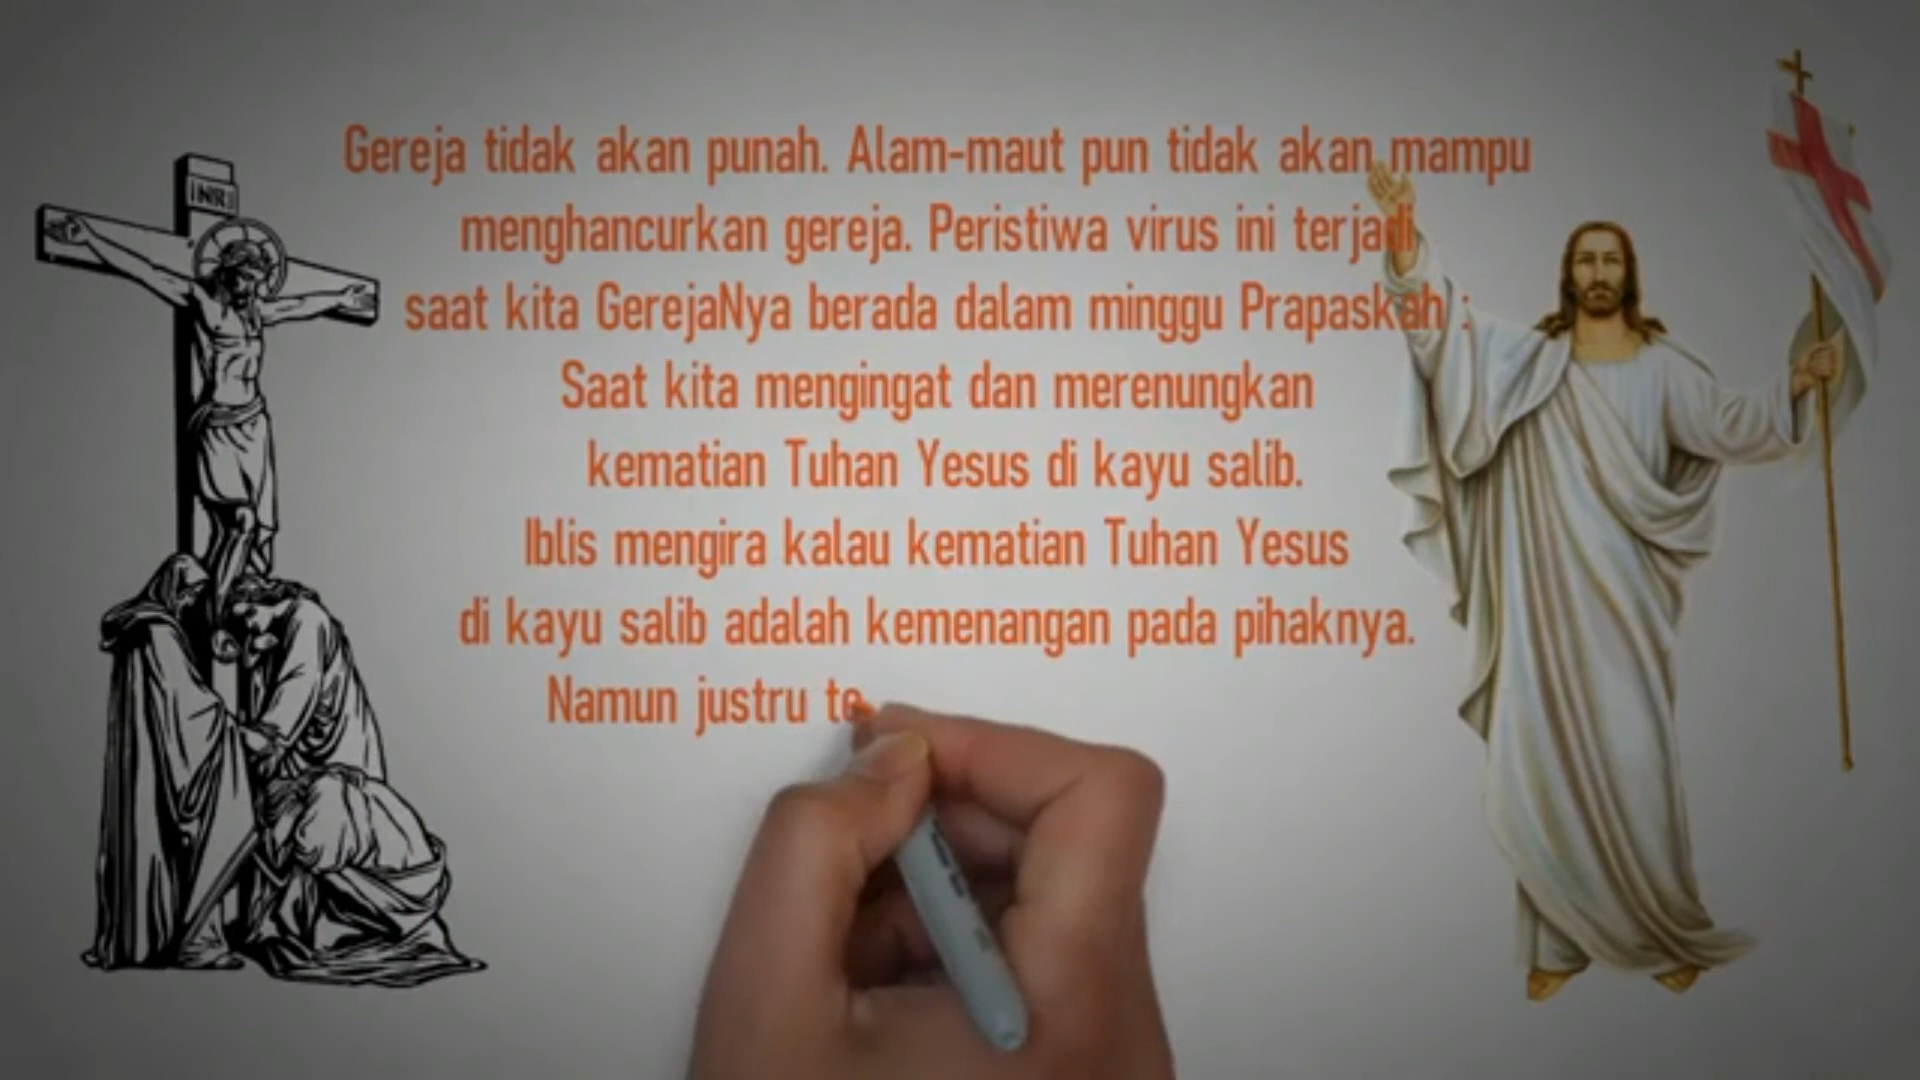 INRI
Gereja tidak akan punah. Alam-maut pun tidak akan mampu
menghancurkan gereja. Peristiwa virus ini terjadi
saat kita GerejaNya berada dalam minggu Prapaskah :
Saat kita mengingat dan merenungkan
kematian Tuhan Yesus di kayu salib.
Iblis mengira kalau kematian Tuhan Yesus
di kayu salib adalah kemenangan pada pihaknya.
Namun justru